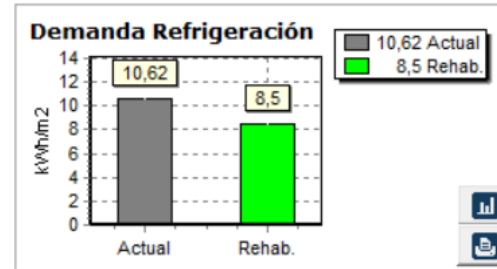 Demanda Refrigeración
10,62 Actual
8,5 Rehab.
kWh/m2
14
12
10
8
6
4
2
0
10,62
8,5
Actual
Rehab.